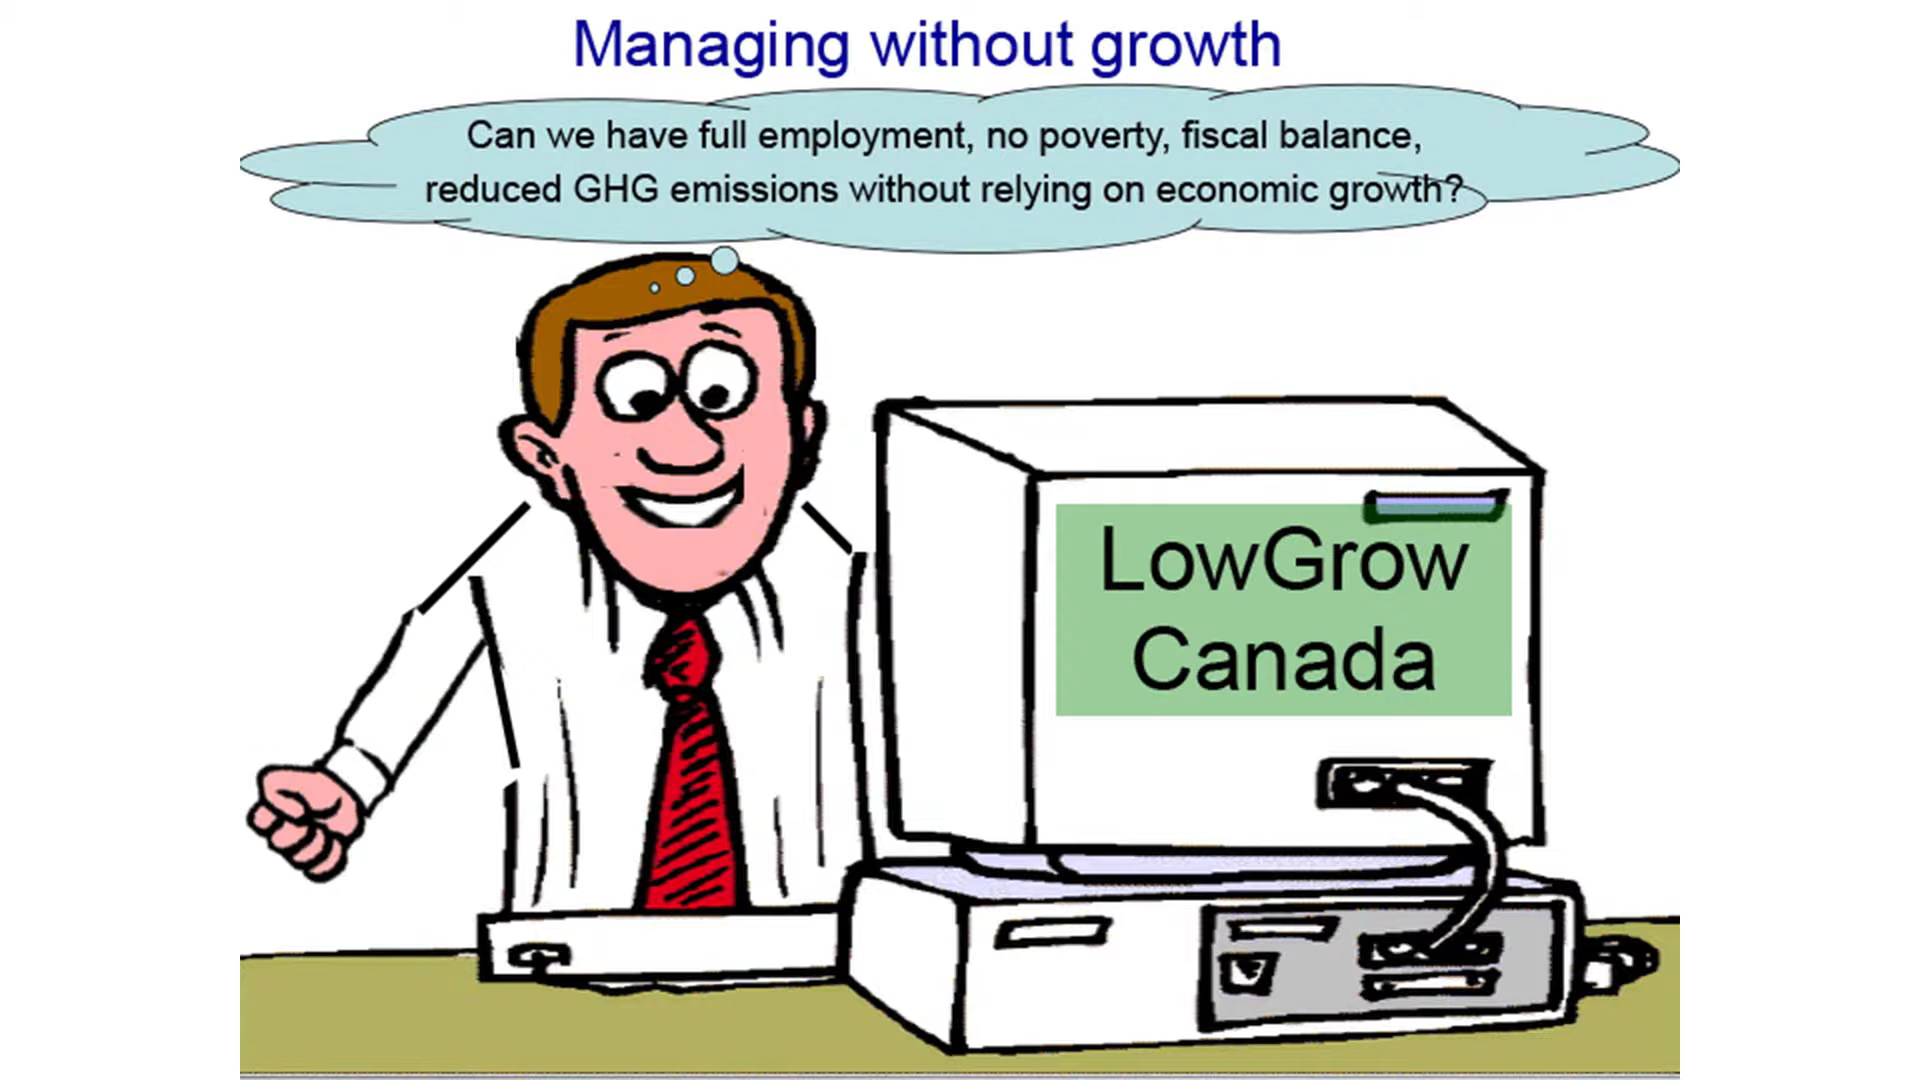 Managing without growth
Can we have full employment, no poverty, fiscal balance,
reduced GHG emissions without relying on economic growth?
LowGrow
Canada